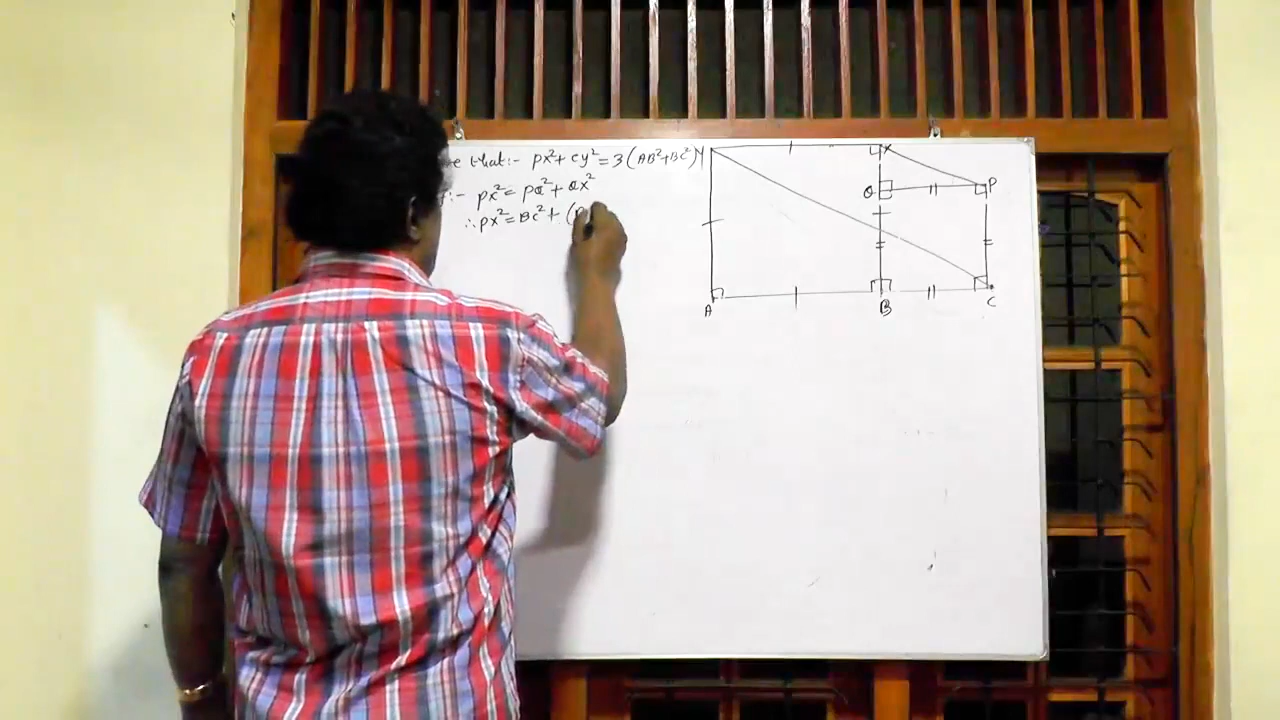 that:- PX²+CY²=3(AB²+BC²)
:- PX²=PQ²+QX²
∴PX²=BC²+(
Y
X
Q
P
A
B
C